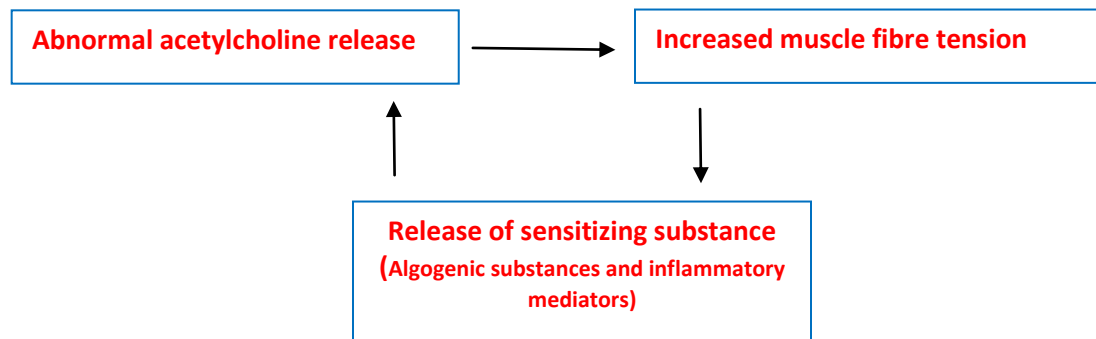 Abnormal acetylcholine release
Increased muscle fibre tension
Release of sensitizing substance
(Algogenic substances and inflammatory
mediators)